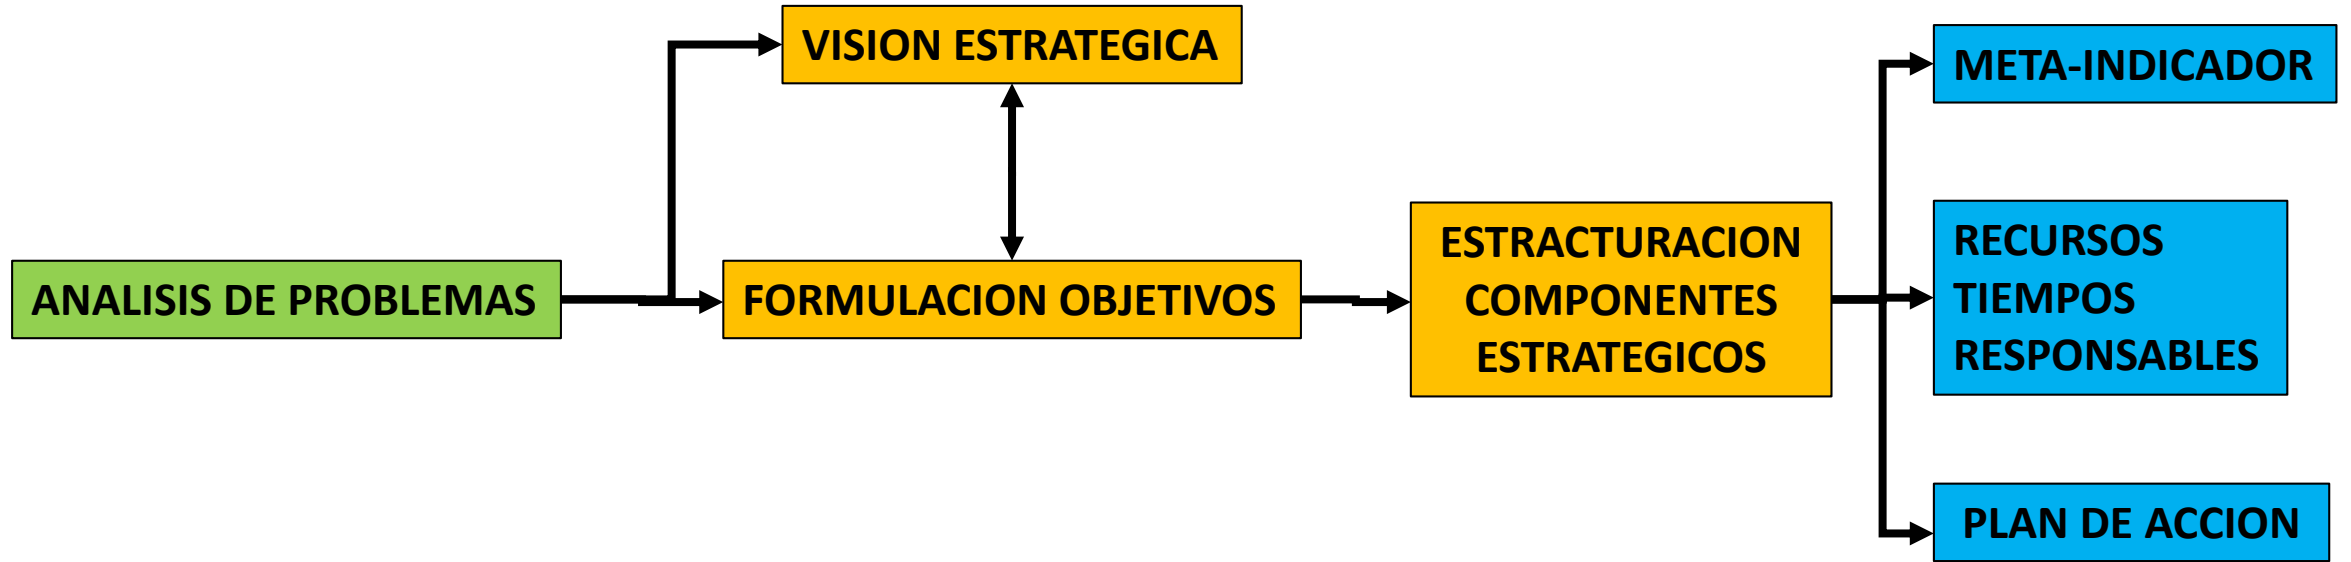 VISION ESTRATEGICA
META-INDICADOR
ANALISIS DE PROBLEMAS
FORMULACION OBJETIVOS
ESTRACTURACION
COMPONENTES
ESTRATEGICOS
RECURSOS
TIEMPOS
RESPONSABLES
PLAN DE ACCION